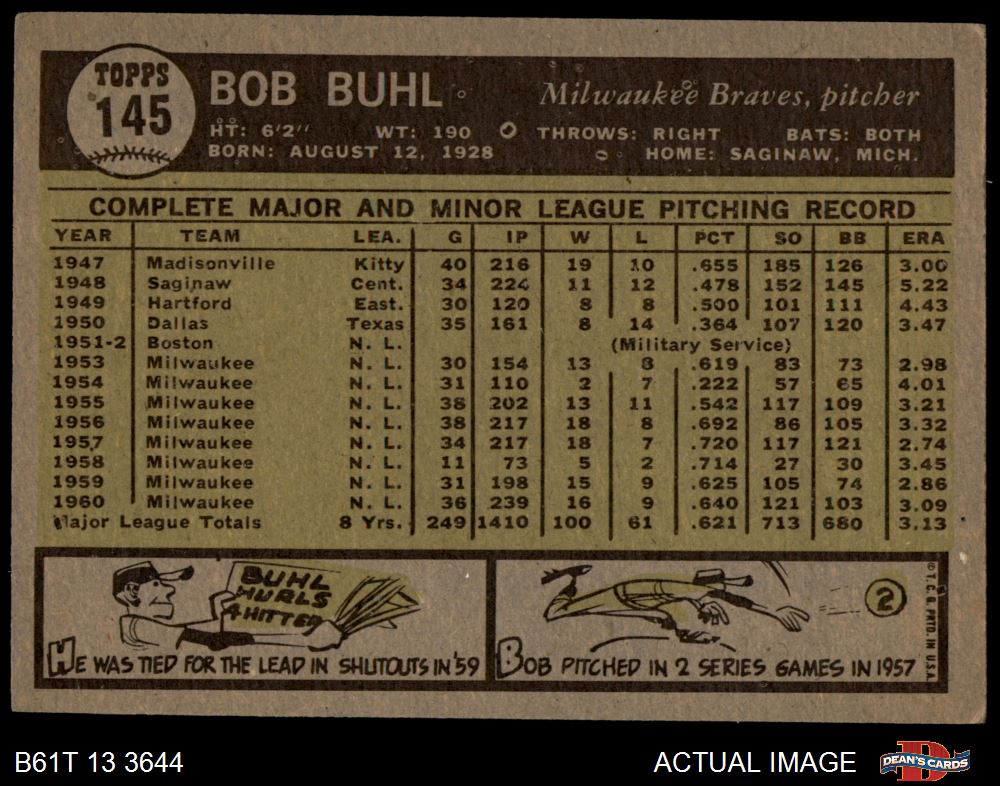 TOPPS
145
BOB BUHL
Milwaukee Braves, pitcher
HT: 6'2" WT: 190 THROWS: RIGHT BATS: BOTH
BORN: AUGUST 12, 1928 HOME: SAGINAW, MICH.
COMPLETE MAJOR AND MINOR LEAGUE PITCHING RECORD
YEAR TEAM LEA. G IP W L PCT SO BB ERA
1947 Madisonville Kitty 40 216 19 10 .655 185 126 3.00
1948 Saginaw Cent. 34 224 11 12 .478 152 145 5.22
1949 Hartford East. 30 120 8 8 .500 101 111 4.43
1950 Dallas Texas 35 161 8 14 .364 107 120 3.47
1951-2 Boston N. L. (Military Service)
1953 Milwaukee N. L. 30 154 13 8 .619 83 73 2.98
1954 Milwaukee N. L. 31 110 2 7 .222 57 65 4.01
1955 Milwaukee N. L. 38 202 13 11 .542 117 109 3.21
1956 Milwaukee N. L. 38 217 18 8 .692 86 105 3.32
1957 Milwaukee N. L. 34 217 18 7 .720 117 121 2.74
1958 Milwaukee N. L. 11 73 5 2 .714 27 30 3.45
1959 Milwaukee N. L. 31 198 15 9 .625 105 74 2.86
1960 Milwaukee N. L. 36 239 16 9 .640 121 103 3.09
Major League Totals 8 Yrs. 249 1410 100 61 .621 713 680 3.13
BUHL
HURLS
4 HITTER
HE WAS TIED FOR THE LEAD IN SHUTOUTS IN '59
BOB PITCHED IN 2 SERIES GAMES IN 1957
2
© T. C. G. PRTD. IN U.S.A.
B61T 13 3644
ACTUAL IMAGE
DEAN'S CARDS